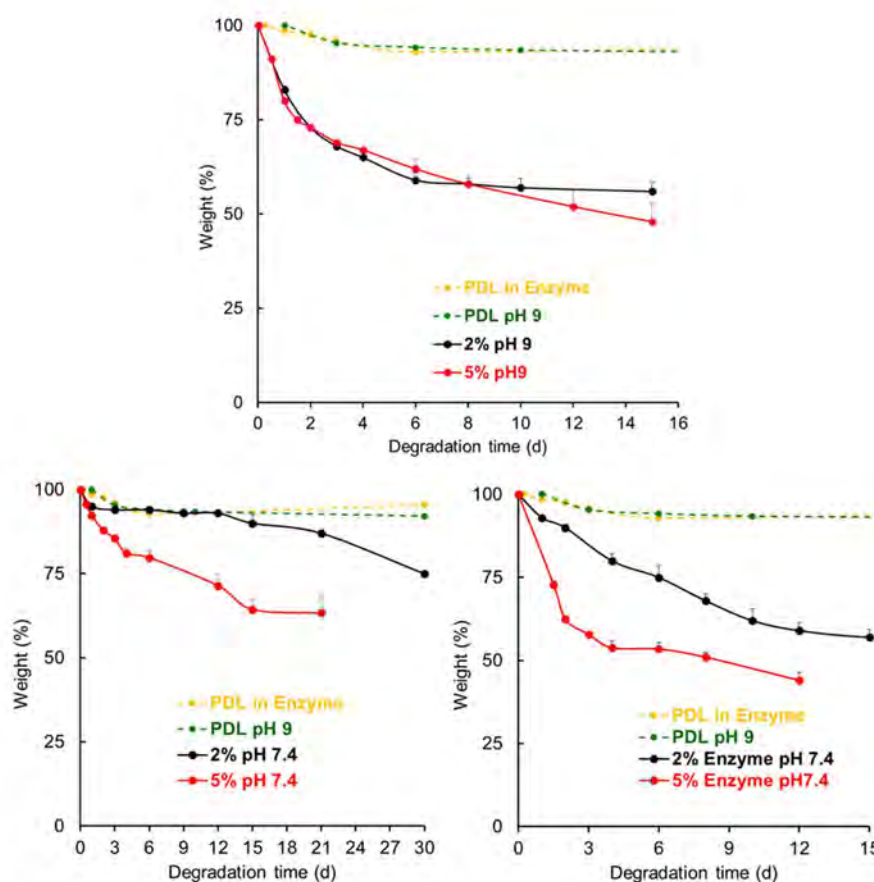 100
75
50
25
0
Weight (%)
PDL in Enzyme
PDL pH 9
2% pH 9
5% pH9
0 2 4 6 8 10 12 14 16
Degradation time (d)
100
75
50
25
0
Weight (%)
PDL in Enzyme
PDL pH 9
2% pH 7.4
5% pH 7.4
0 3 6 9 12 15 18 21 24 27 30
Degradation time (d)
100
75
50
25
0
Weight (%)
PDL in Enzyme
PDL pH 9
2% Enzyme pH 7.4
5% Enzyme pH7.4
0 3 6 9 12 15
Degradation time (d)